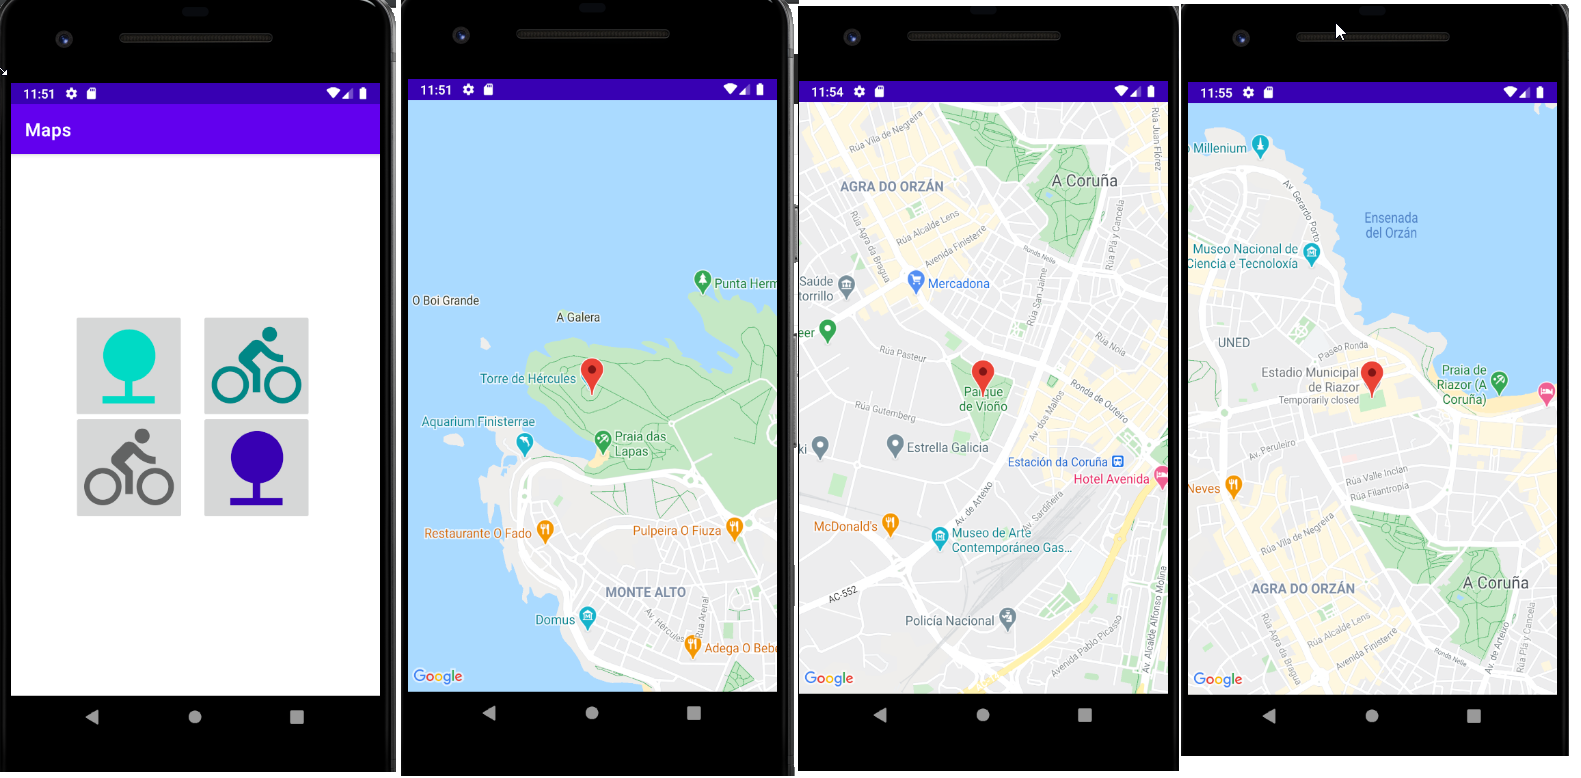 11:51
Maps
11:51
Punta Herm
O Boi Grande
A Galera
Torre de Hércules
Aquarium Finisterrae
Praia das
Lapas
Restaurante O Fado
Pulpeira O Fiuza
MONTE ALTO
Domus
Av. Hércules
Rúa Arenal
Adega O Bebe
Google
11:54
Rúa Vila de Negreira
Rúa Juan Flórez
AGRA DO ORZÁN
A Coruña
Rúa Alcalde Lens
Rúa Agra da Bragua
Avenida Finisterre
Rúa Pla y Cancela
Ronda Nelle
Saúde
torrillo
Mercadona
Rúa San Jaime
eer
Rúa Pasteur
Rúa Noia
Parque
de Vioño
Ronda de Outeiro
Rúa Gutemberg
Av. dos Mallos
ki
Estrella Galicia
Estación da Coruña
Hotel Avenida
Av. de Arteixo
Av. Sardiñeira
McDonald's
Museo de Arte
Contemporáneo Gas...
AC-552
Policía Nacional
Avenida Pablo Picasso
Av. Alcalde Alfonso Molina
Google
11:55
o Millenium
Av. Gerardo Porto
Ensenada
del Orzán
Museo Nacional de
Ciencia e Tecnoloxía
UNED
Paseo Ronda
Estadio Municipal
de Riazor
Temporarily closed
Praia de
Riazor (A
Coruña)
Av. Peruleiro
Rúa Valle Inclán
Rúa Filantropía
Neves
Rúa Vila de Negreira
AGRA DO ORZÁN
A Coruña
Rúa Alcalde Lens
Rúa Agra da Bragua
Avenida Finisterre
Ronda Nelle
Av. de Arteixo
Rúa Pla y Cancela
Google